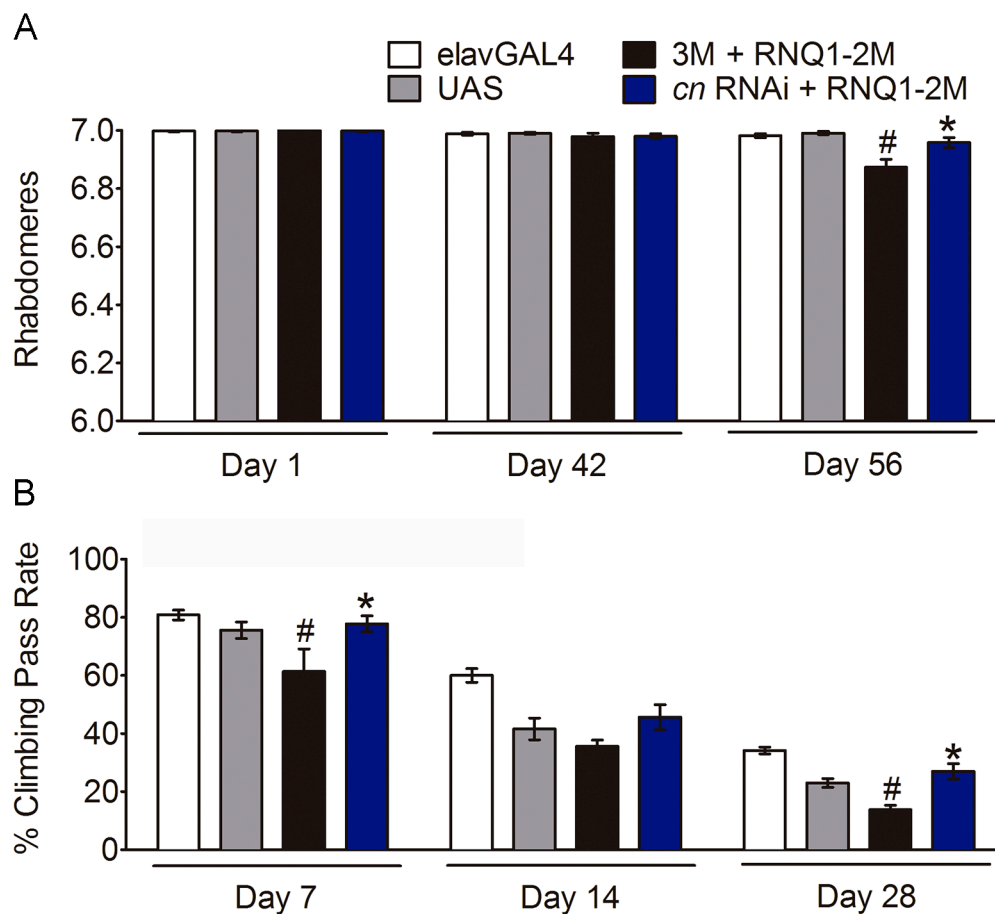 A
elavGAL4
3M + RNQ1-2M
UAS
cn RNAi + RNQ1-2M
Rhabdomeres
7.0
6.8
6.6
6.4
6.2
6.0
#
*
Day 1
Day 42
Day 56
B
% Climbing Pass Rate
100
80
60
40
20
0
#
*
#
*
Day 7
Day 14
Day 28